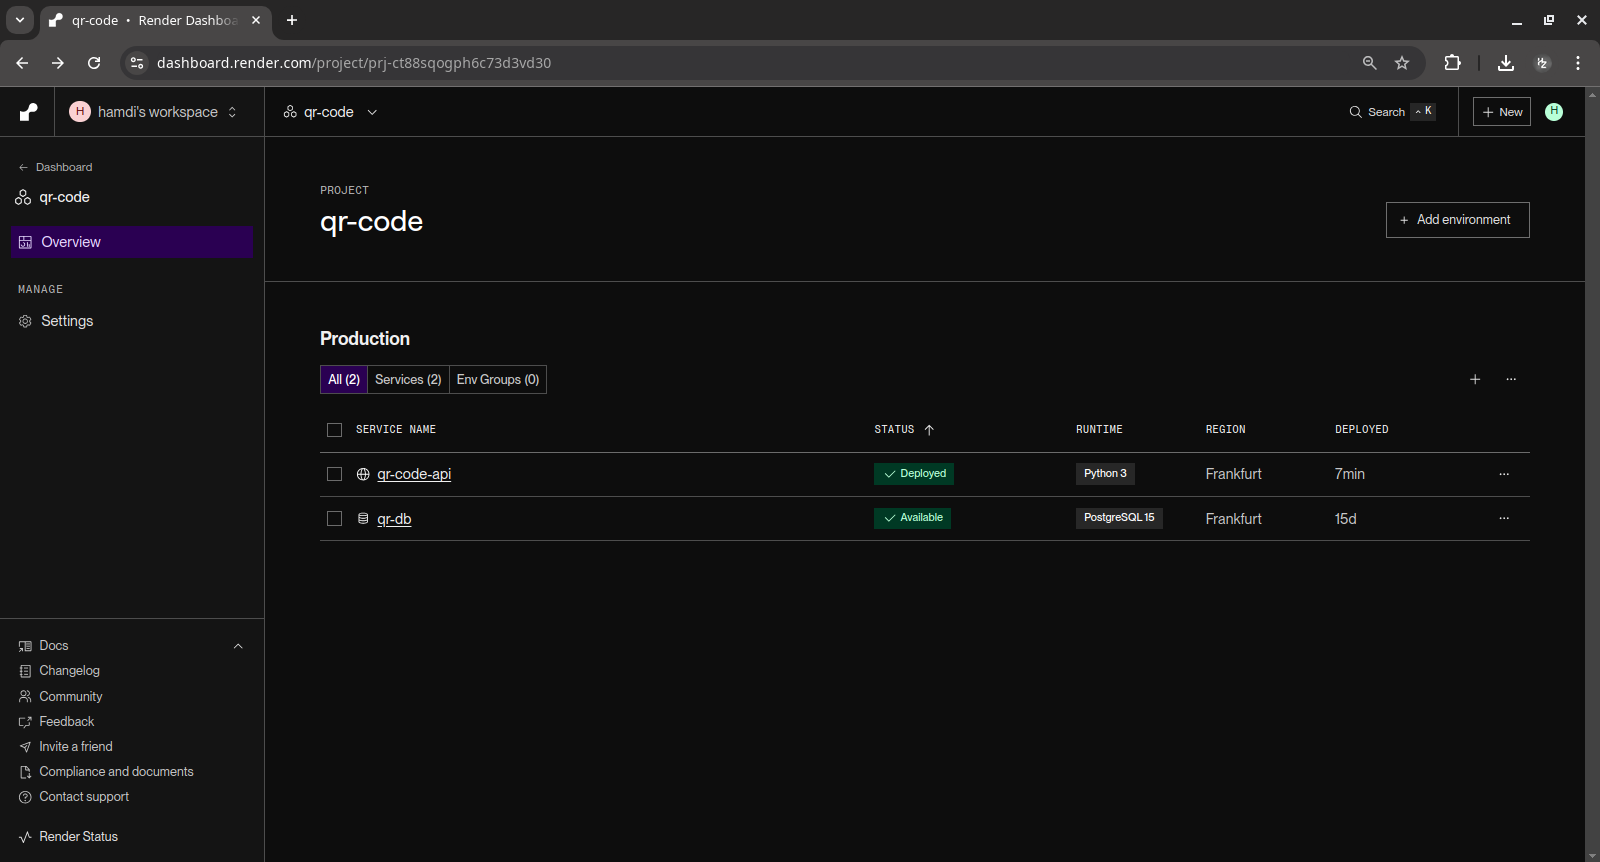 qr-code • Render Dashboa
dashboard.render.com/project/prj-ct88sqogph6c73d3vd30
H hamdi's workspace
qr-code
Search ^ K
+ New
H
← Dashboard
qr-code
Overview
MANAGE
Settings
PROJECT
qr-code
+ Add environment
Production
All (2) Services (2) Env Groups (0)
SERVICE NAME STATUS ↑ RUNTIME REGION DEPLOYED
qr-code-api ✓ Deployed Python 3 Frankfurt 7min
qr-db ✓ Available PostgreSQL 15 Frankfurt 15d
Docs
Changelog
Community
Feedback
Invite a friend
Compliance and documents
Contact support
Render Status